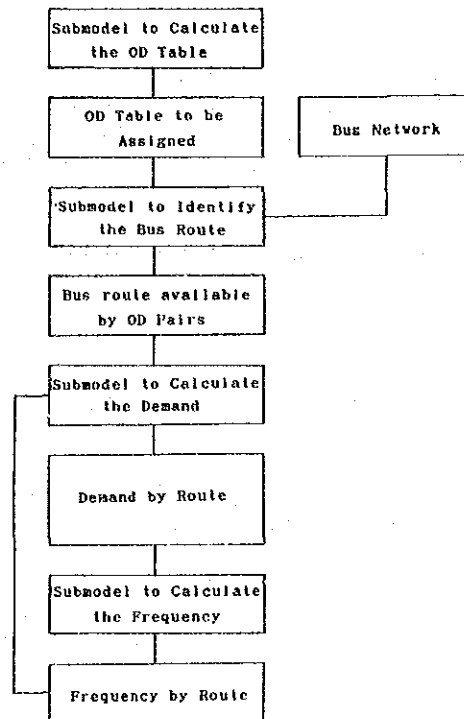 Submodel to Calculate
the OD Table
OD Table to be
Assigned
Bus Network
Submodel to Identify
the Bus Route
Bus route available
by OD Pairs
Submodel to Calculate
the Demand
Demand by Route
Submodel to Calculate
the Frequency
Frequency by Route